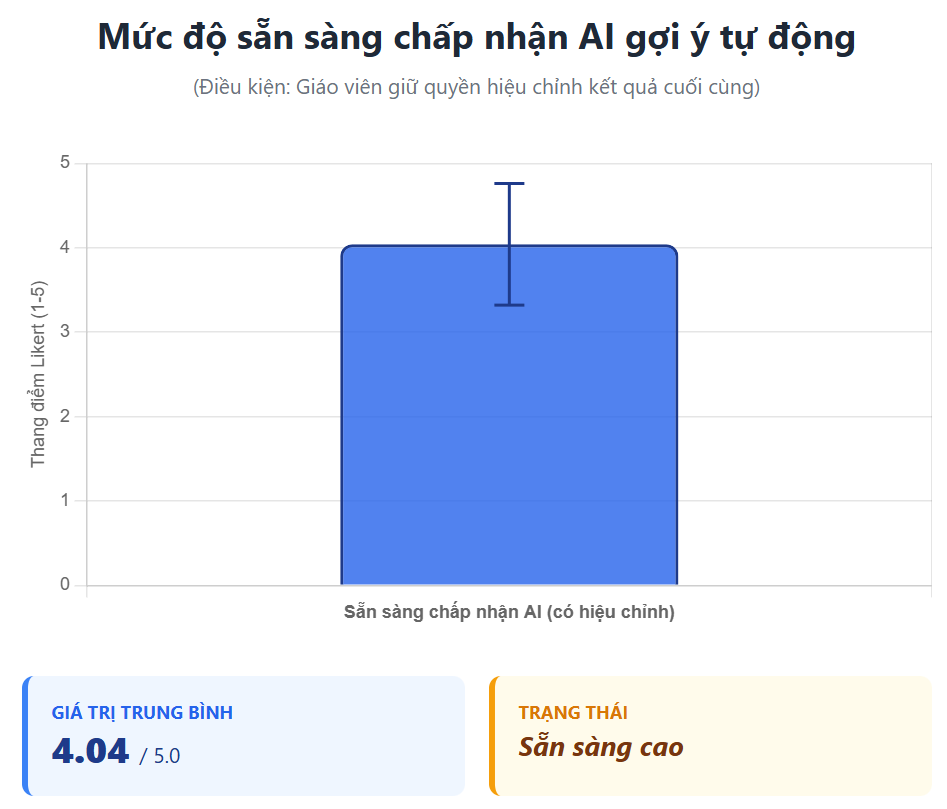 Mức độ sẵn sàng chấp nhận AI gợi ý tự động
(Điều kiện: Giáo viên giữ quyền hiệu chỉnh kết quả cuối cùng)
Thang điểm Likert (1-5)
5
4
3
2
1
0
Sẵn sàng chấp nhận AI (có hiệu chỉnh)
GIÁ TRỊ TRUNG BÌNH
4.04 / 5.0
TRẠNG THÁI
Sẵn sàng cao